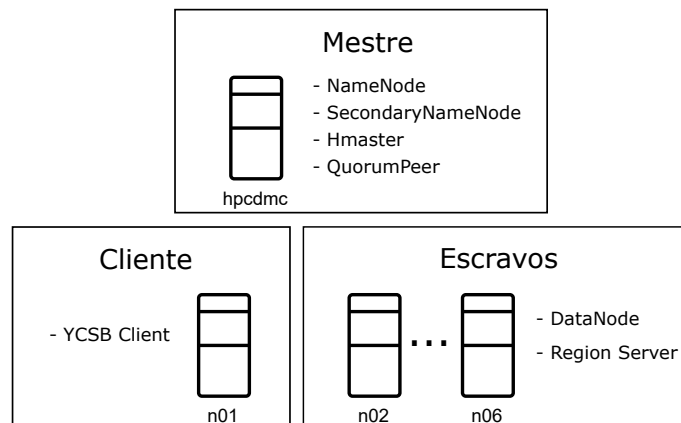 Mestre
- NameNode
- SecondaryNameNode
- Hmaster
- QuorumPeer
hpcdmc
Cliente
- YCSB Client
n01
Escravos
...
- DataNode
- Region Server
n02
n06